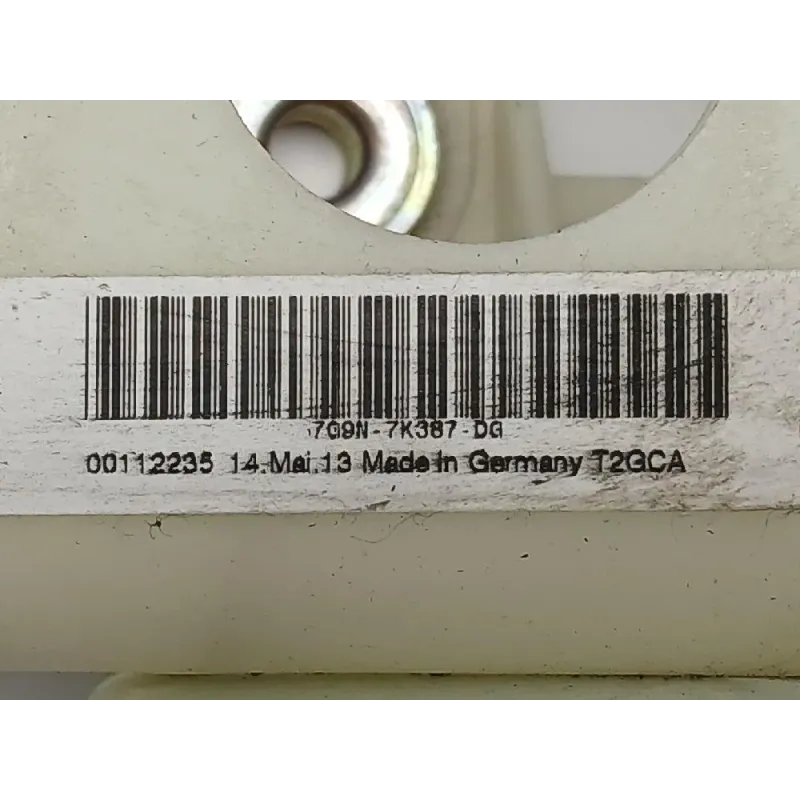 7G9N-7K387-DG
00112235 14.Mai.13 Made in Germany T2GCA